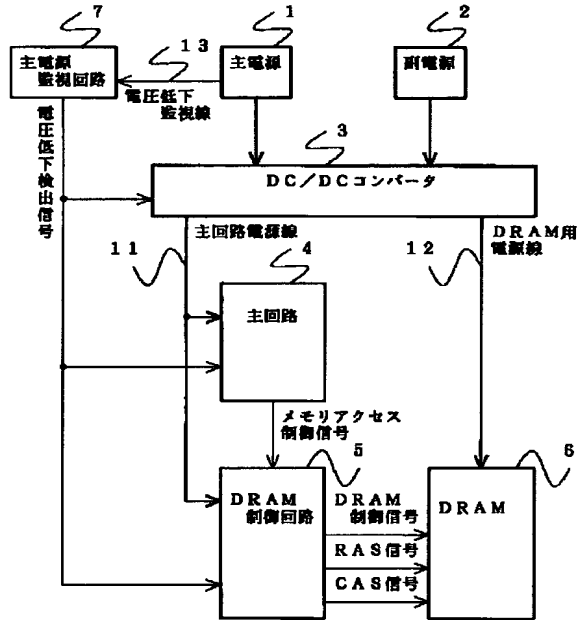 7
13
1
2
主電源
監視回路
主電源
副電源
電圧低下
監視線
電圧低下検出信号
3
DC/DCコンバータ
主回路電源線
DRAM用
電源線
11
4
12
主回路
メモリアクセス
制御信号
5
6
DRAM
制御回路
DRAM
制御信号
RAS信号
CAS信号
DRAM